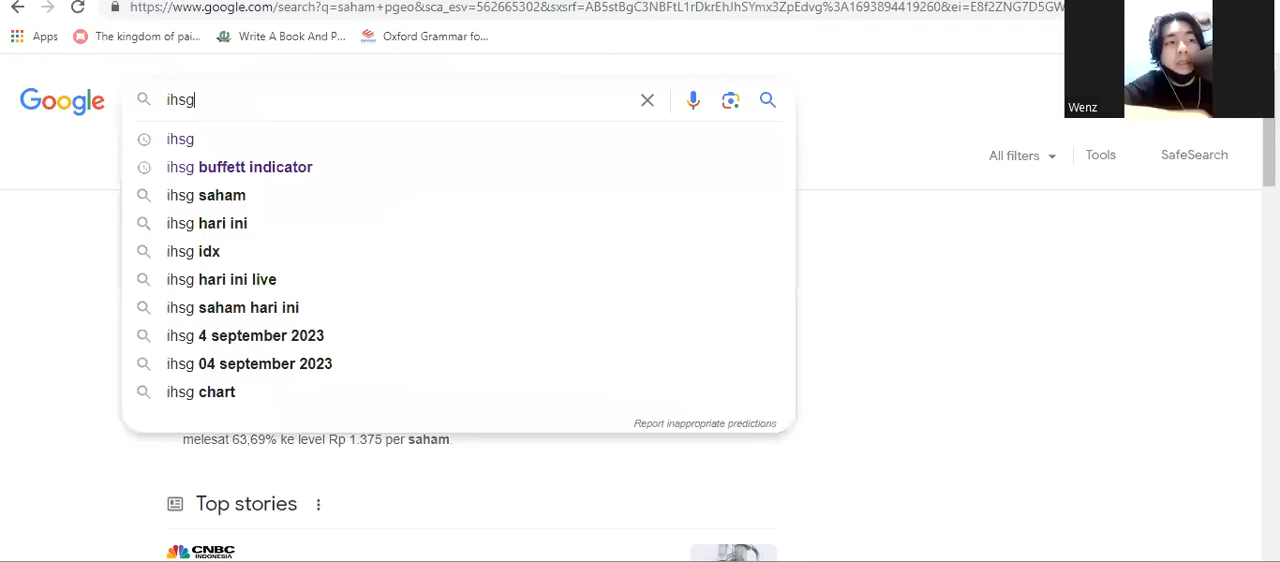 https://www.google.com/search?q=saham+pgeo&sca_esv=562665302&sxsrf=AB5stBgC3NBFtL1rDkrEhJhSYmx3ZpEdvg%3A1693894419260&ei=E8f2ZNG7D5GW
Apps The kingdom of pai... Write A Book And P... Oxford Grammar fo...
Wenz
Google ihsg
ihsg
ihsg buffett indicator
ihsg saham
ihsg hari ini
ihsg idx
ihsg hari ini live
ihsg saham hari ini
ihsg 4 september 2023
ihsg 04 september 2023
ihsg chart
Report inappropriate predictions
All filters Tools SafeSearch
melesat 63,69% ke level Rp 1.375 per saham.
Top stories
CNBC
INDONESIA